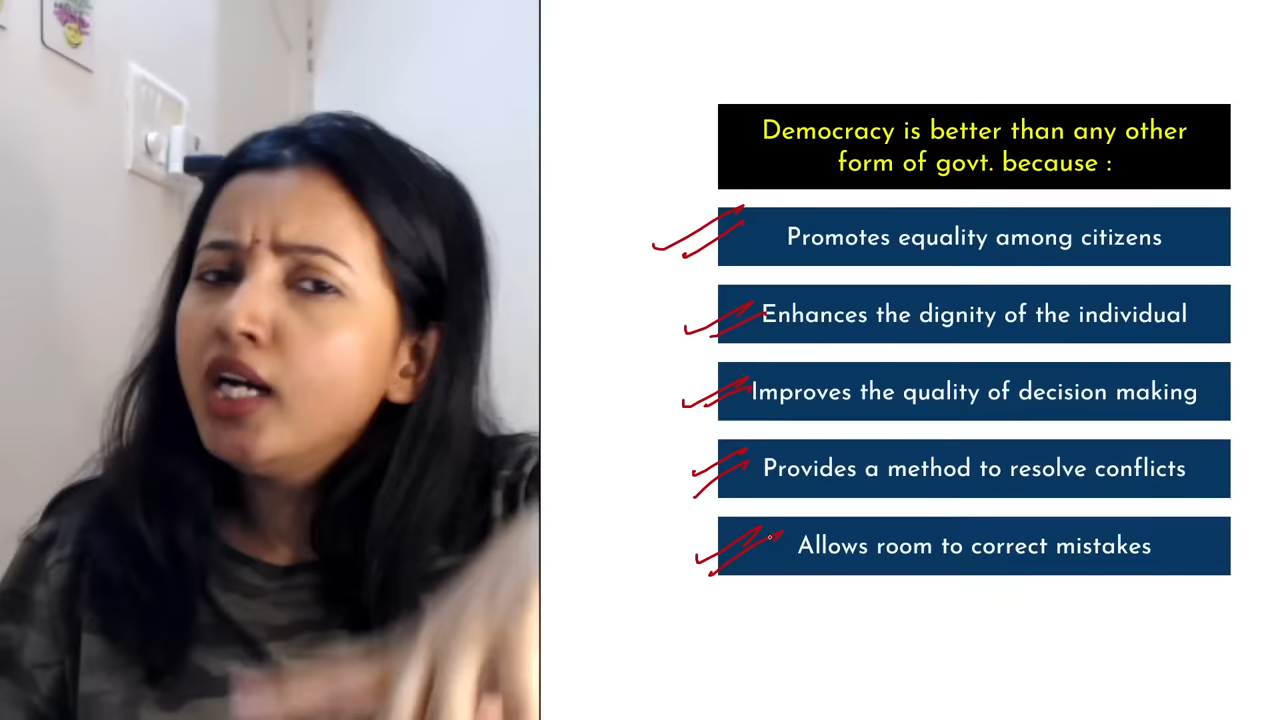 Democracy is better than any other
form of govt. because :
Promotes equality among citizens
Enhances the dignity of the individual
Improves the quality of decision making
Provides a method to resolve conflicts
Allows room to correct mistakes